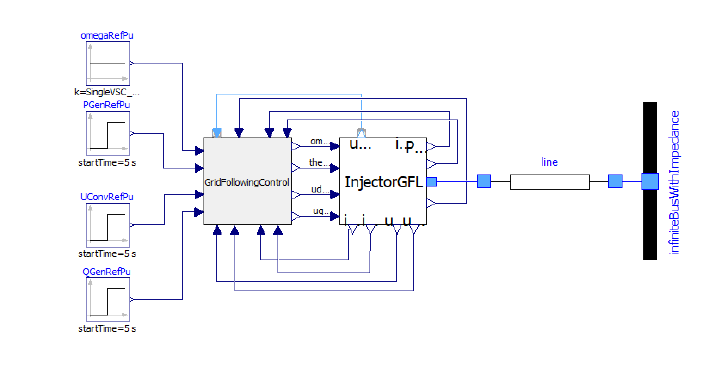 omegaRefPu
k=SingleVSC_...
PGenRefPu
startTime=5 s
UConvRefPu
startTime=5 s
QGenRefPu
startTime=5 s
GridFollowingControl
om...
the...
ud...
uq...
u...
i...
P...
InjectorGFL
i...
i...
u...
u...
line
infiniteBusWithImpedance